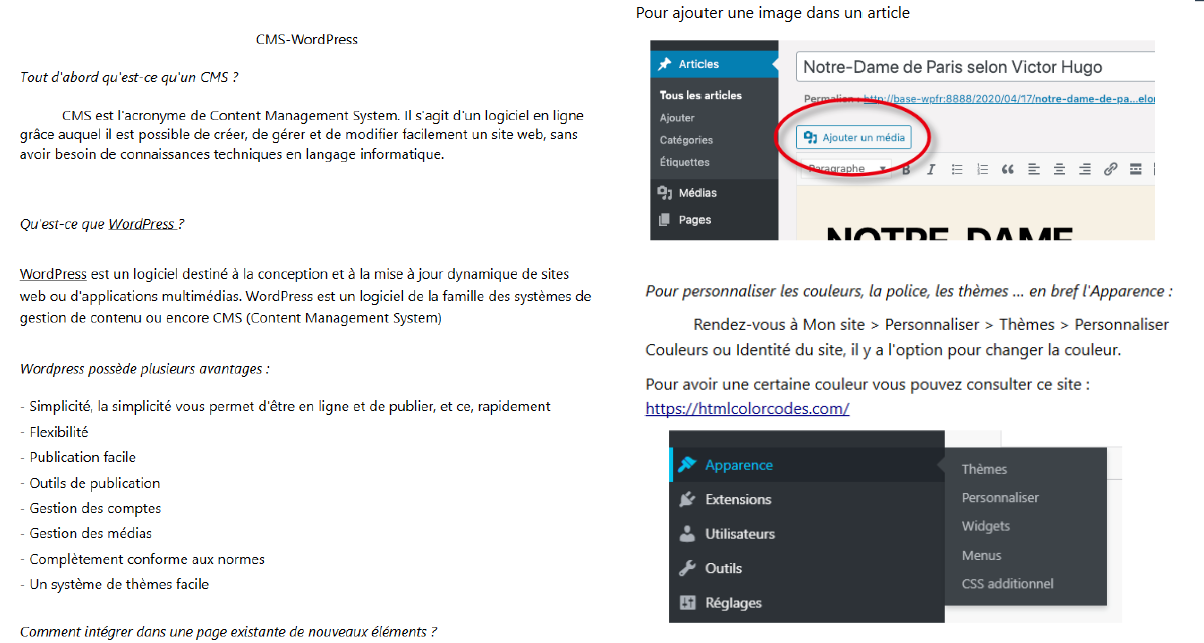 CMS-WordPress
Tout d'abord qu'est-ce qu'un CMS ?
CMS est l'acronyme de Content Management System. Il s'agit d'un logiciel en ligne
grâce auquel il est possible de créer, de gérer et de modifier facilement un site web, sans
avoir besoin de connaissances techniques en langage informatique.
Qu'est-ce que WordPress ?
WordPress est un logiciel destiné à la conception et à la mise à jour dynamique de sites
web ou d'applications multimédias. WordPress est un logiciel de la famille des systèmes de
gestion de contenu ou encore CMS (Content Management System)
Wordpress possède plusieurs avantages :
- Simplicité, la simplicité vous permet d'être en ligne et de publier, et ce, rapidement
- Flexibilité
- Publication facile
- Outils de publication
- Gestion des comptes
- Gestion des médias
- Complètement conforme aux normes
- Un système de thèmes facile
Comment intégrer dans une page existante de nouveaux éléments ?
Pour ajouter une image dans un article
Articles
Tous les articles
Ajouter
Catégories
Étiquettes
Médias
Pages
Notre-Dame de Paris selon Victor Hugo
Permalien : http://base-wpfr:8888/2020/04/17/notre-dame-de-pa...elon
Ajouter un média
Paragraphe
B I
NOTRE-DAME
Pour personnaliser les couleurs, la police, les thèmes ... en bref l'Apparence :
Rendez-vous à Mon site > Personnaliser > Thèmes > Personnaliser
Couleurs ou Identité du site, il y a l'option pour changer la couleur.
Pour avoir une certaine couleur vous pouvez consulter ce site :
https://htmlcolorcodes.com/
Apparence
Extensions
Utilisateurs
Outils
Réglages
Thèmes
Personnaliser
Widgets
Menus
CSS additionnel